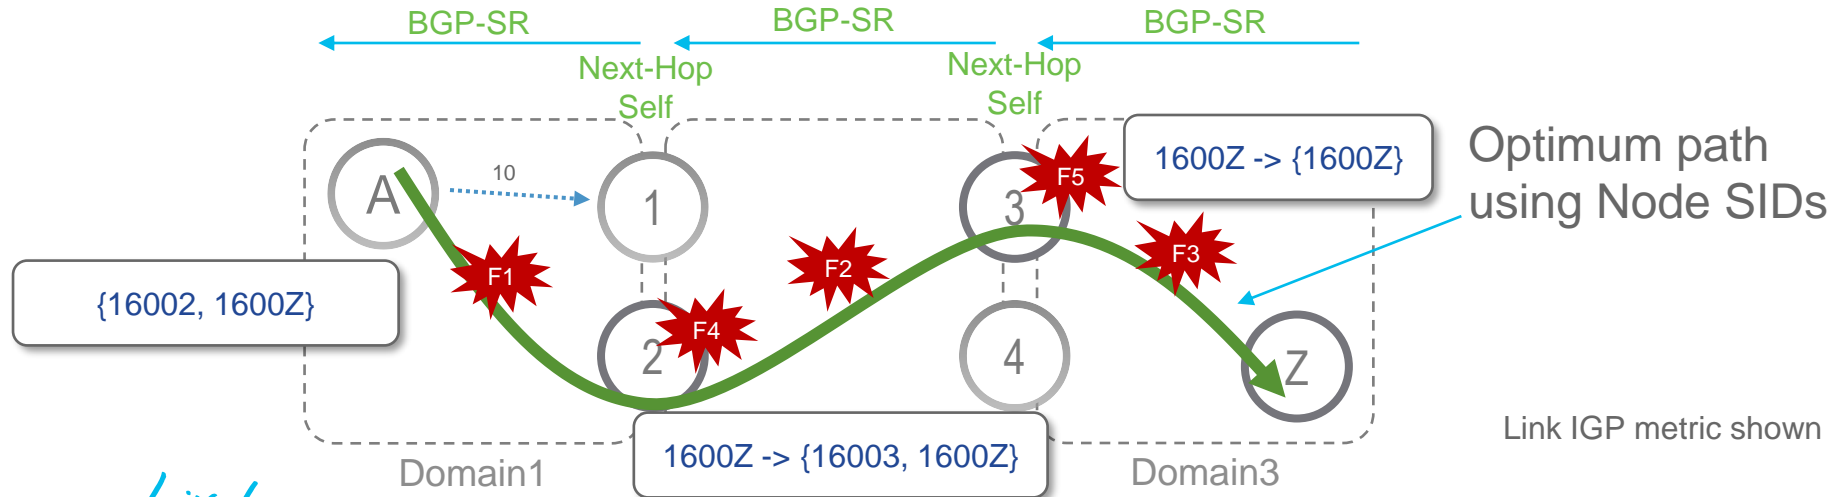 BGP-SR
BGP-SR
BGP-SR
Next-Hop
Self
Next-Hop
Self
A
10
1
3
F5
1600Z -> {1600Z}
Optimum path
using Node SIDs
F1
F2
F3
{16002, 1600Z}
2
F4
4
Z
1600Z -> {16003, 1600Z}
Link IGP metric shown
Domain1
Domain3